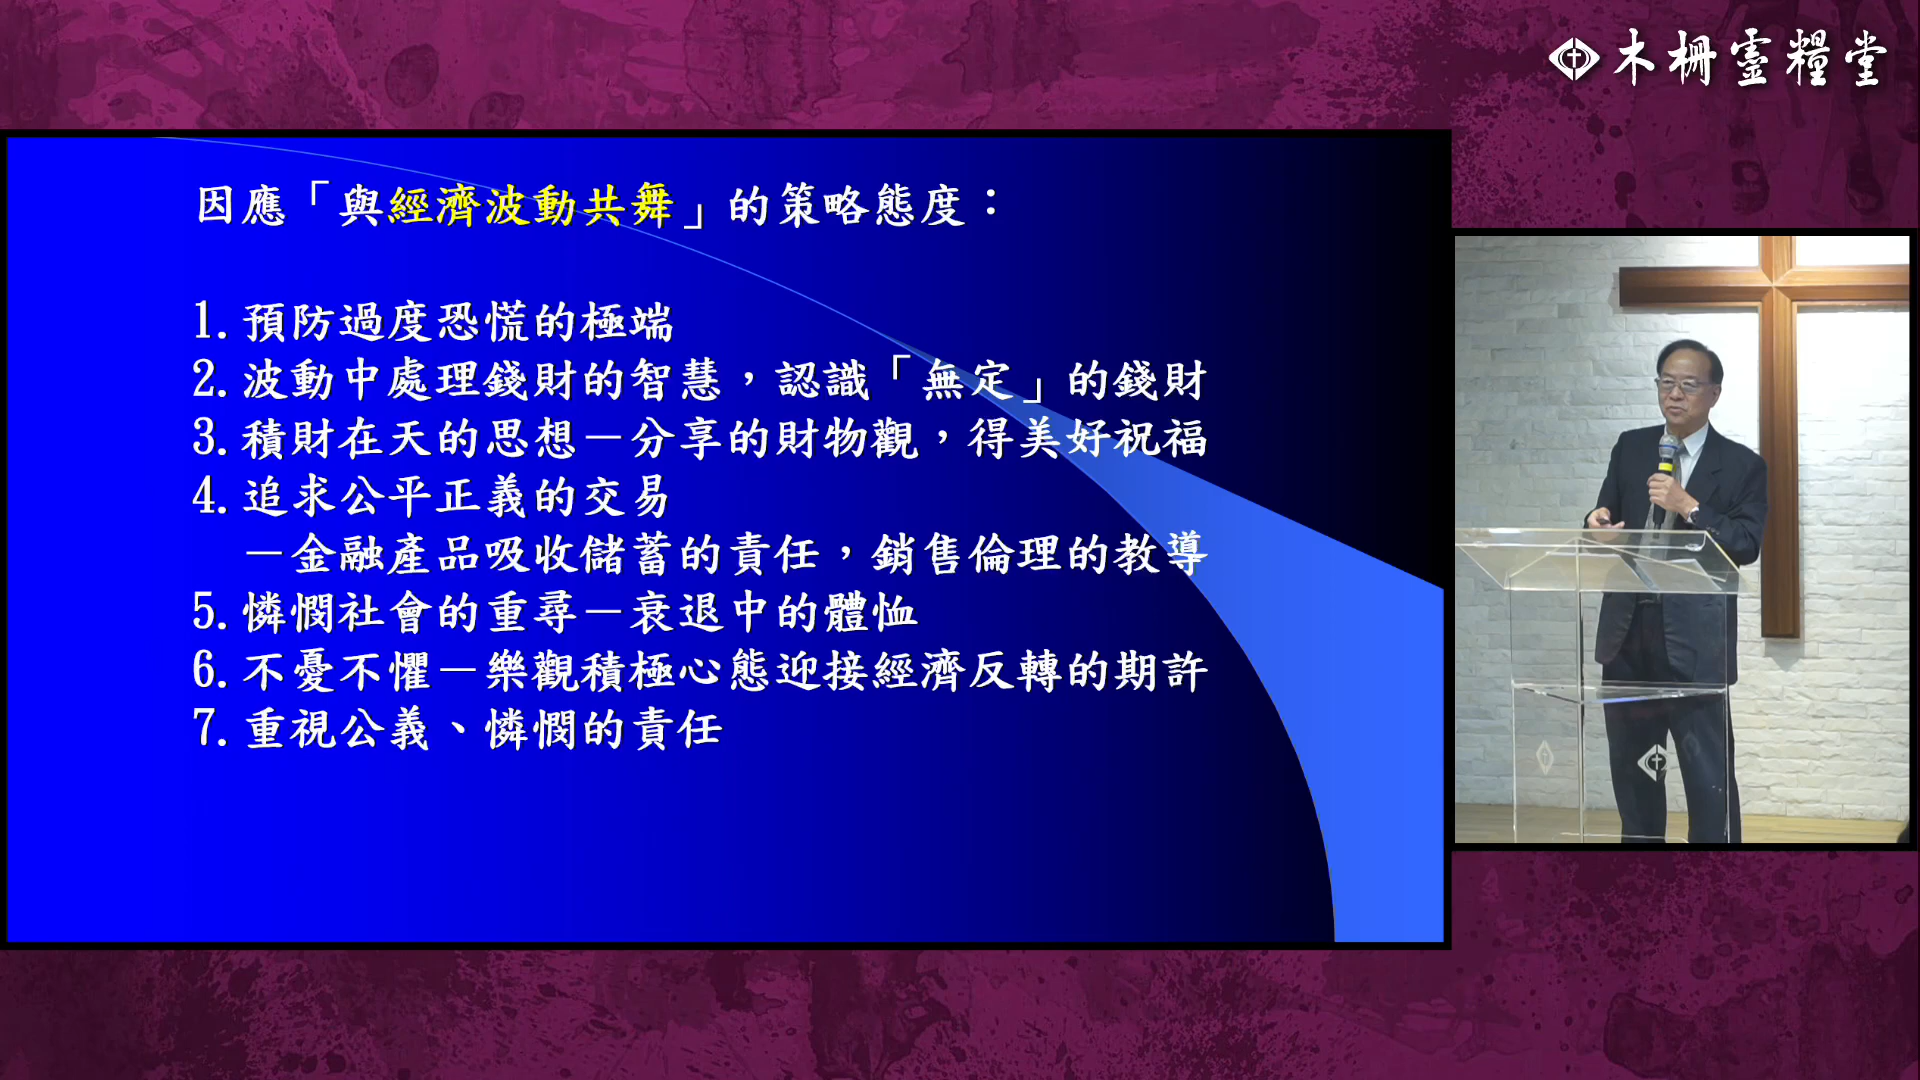 木柵靈糧堂
因應「與經濟波動共舞」的策略態度：
1.預防過度恐慌的極端
2.波動中處理錢財的智慧，認識「無定」的錢財
3.積財在天的思想－分享的財物觀，得美好祝福
4.追求公平正義的交易
－金融產品吸收儲蓄的責任，銷售倫理的教導
5.憐憫社會的重尋－衰退中的體恤
6.不憂不懼－樂觀積極心態迎接經濟反轉的期許
7.重視公義、憐憫的責任